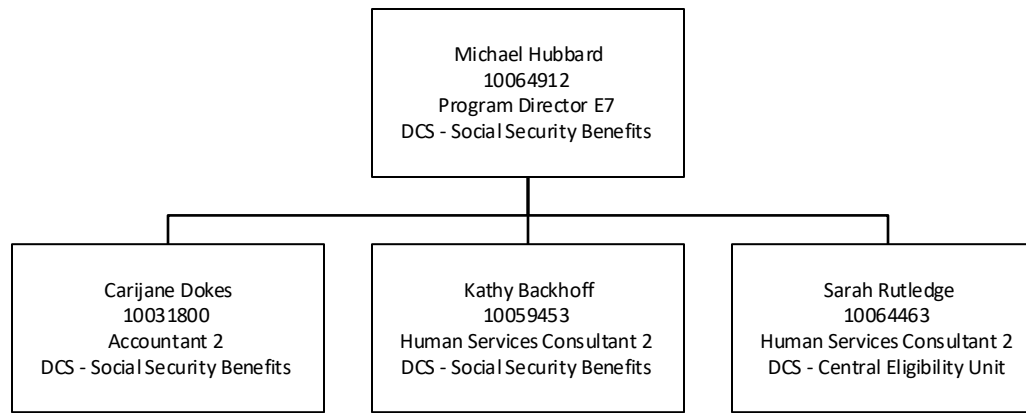 Michael Hubbard
10064912
Program Director E7
DCS - Social Security Benefits
Carijane Dokes
10031800
Accountant 2
DCS - Social Security Benefits
Kathy Backhoff
10059453
Human Services Consultant 2
DCS - Social Security Benefits
Sarah Rutledge
10064463
Human Services Consultant 2
DCS - Central Eligibility Unit